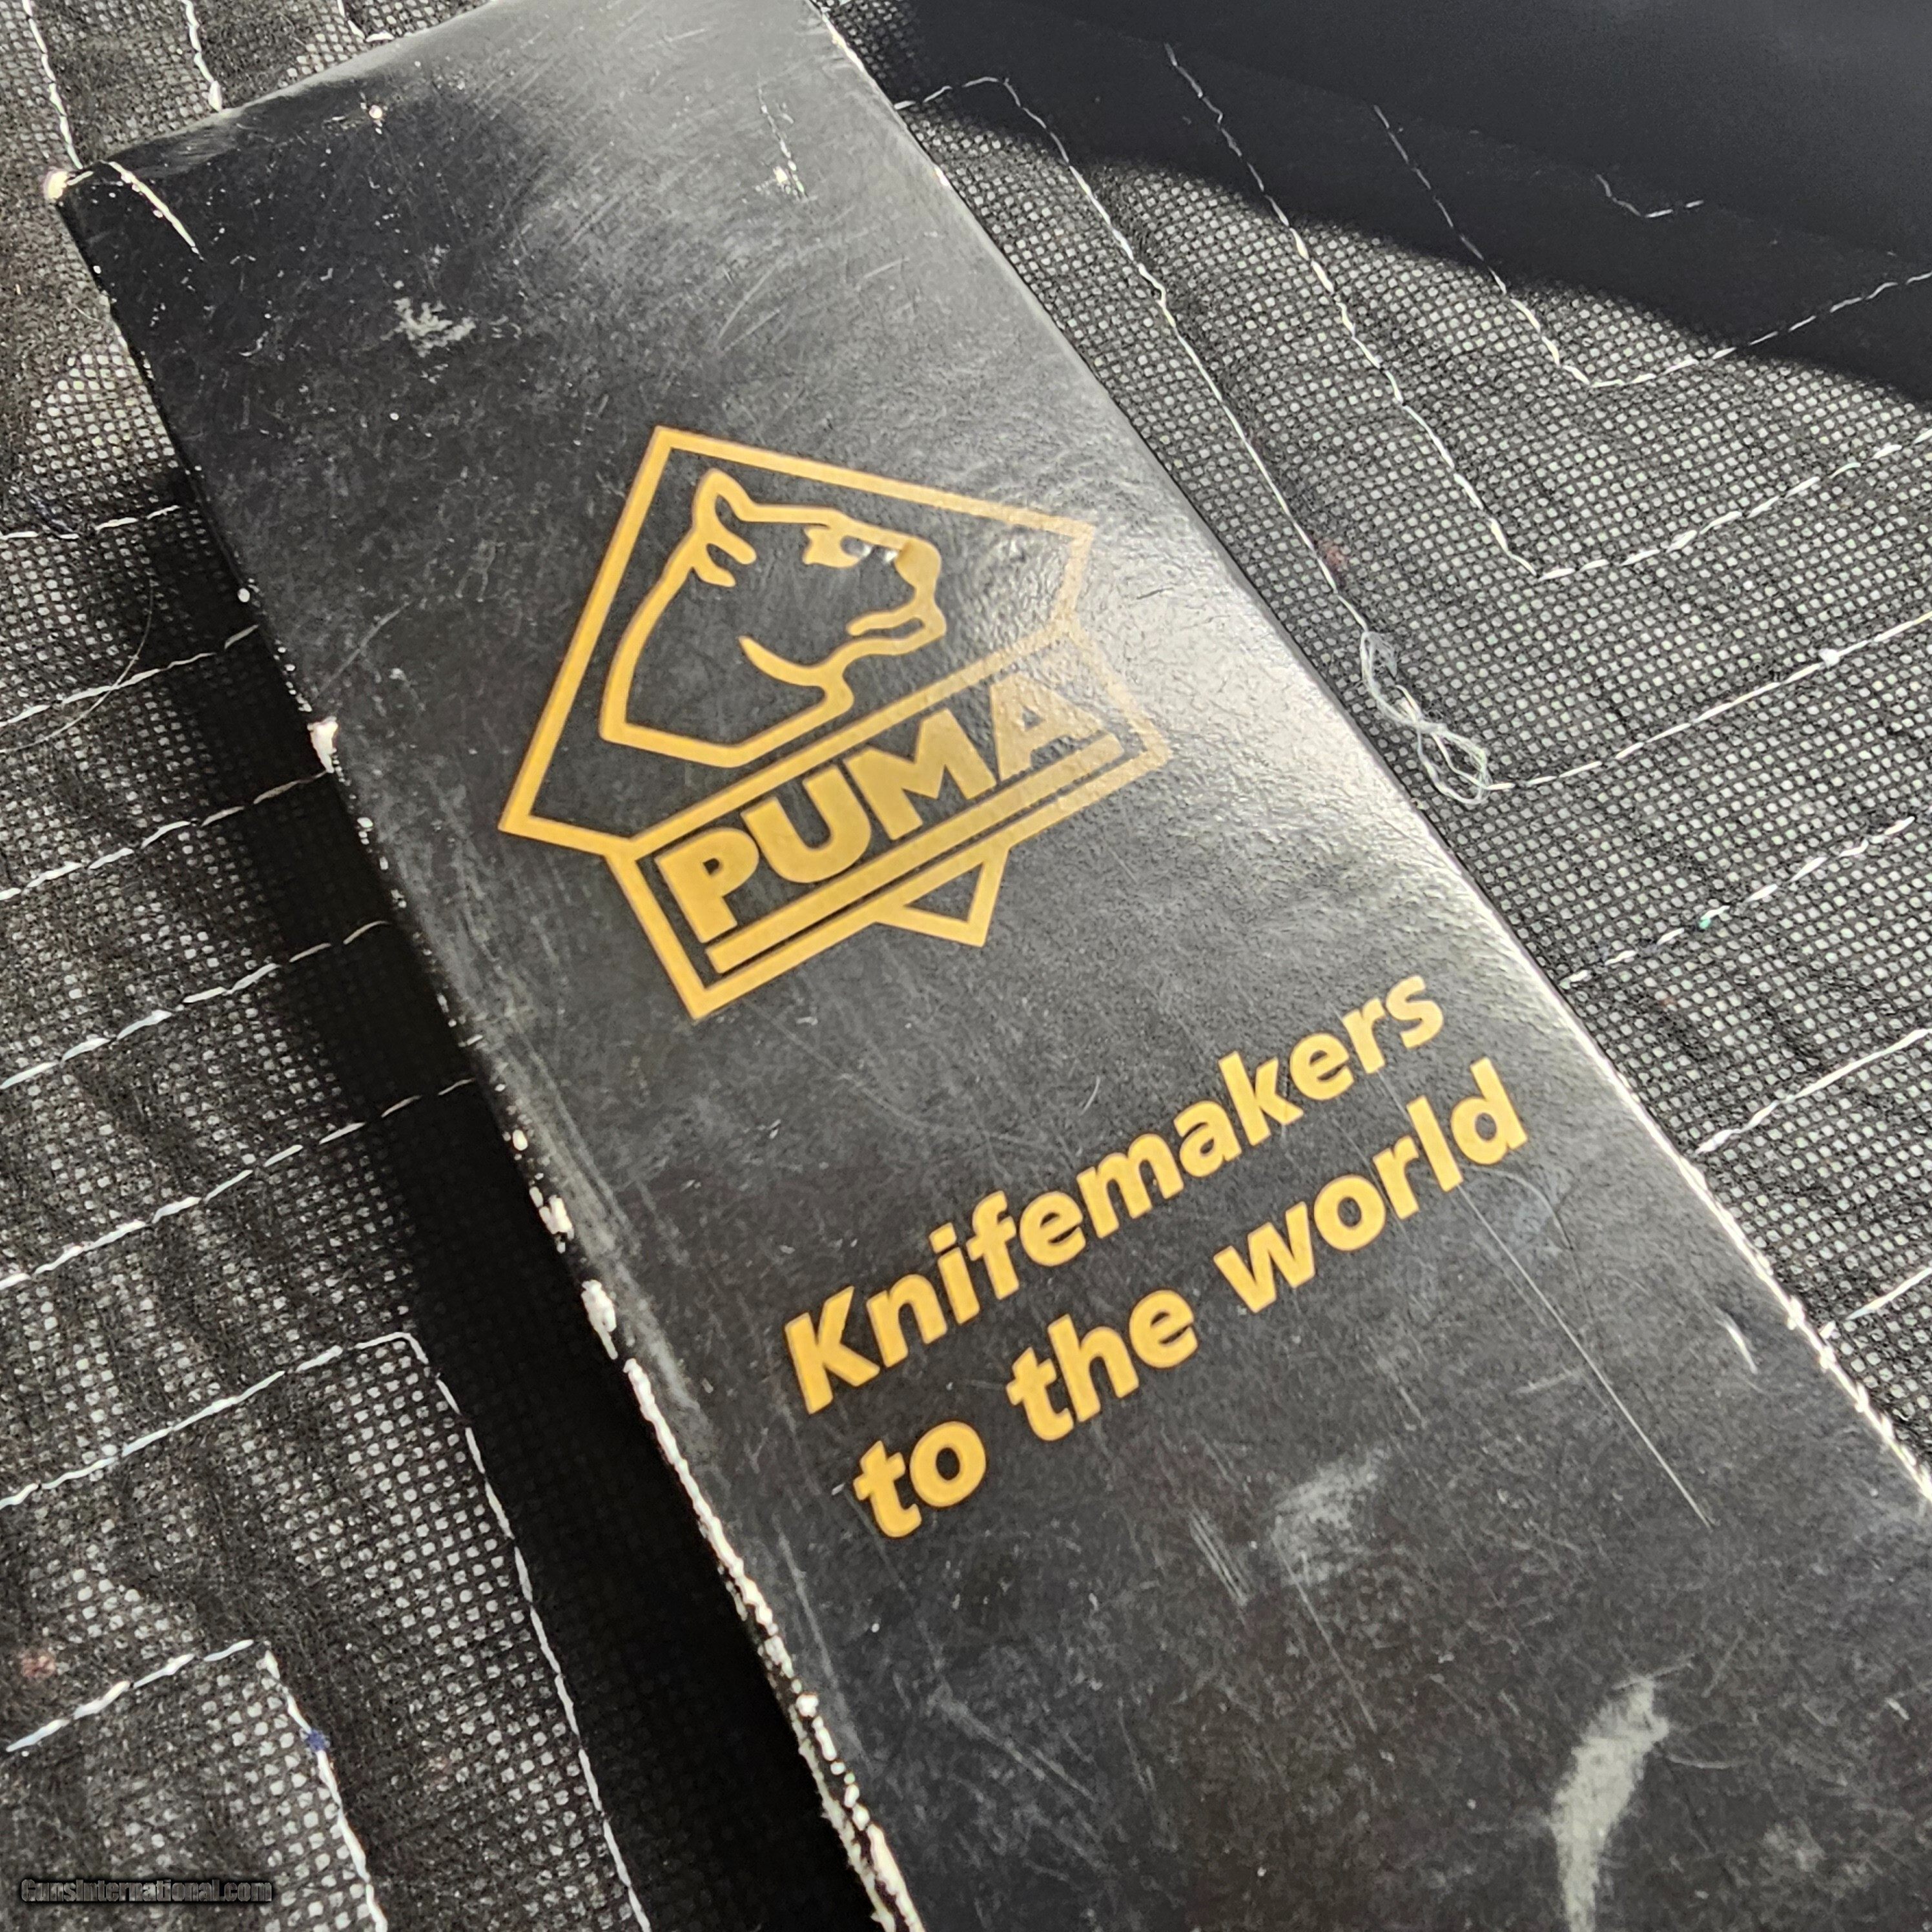 PUMA
Knifemakers
to the world
GunsInternational.com